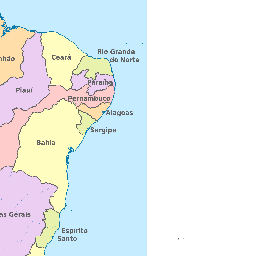 Rio Grande
do Norte
Ceará
nhão
Paraíba
Piauí
Pernambuco
Alagoas
Sergipe
Bahia
as Gerais
Espírito
Santo